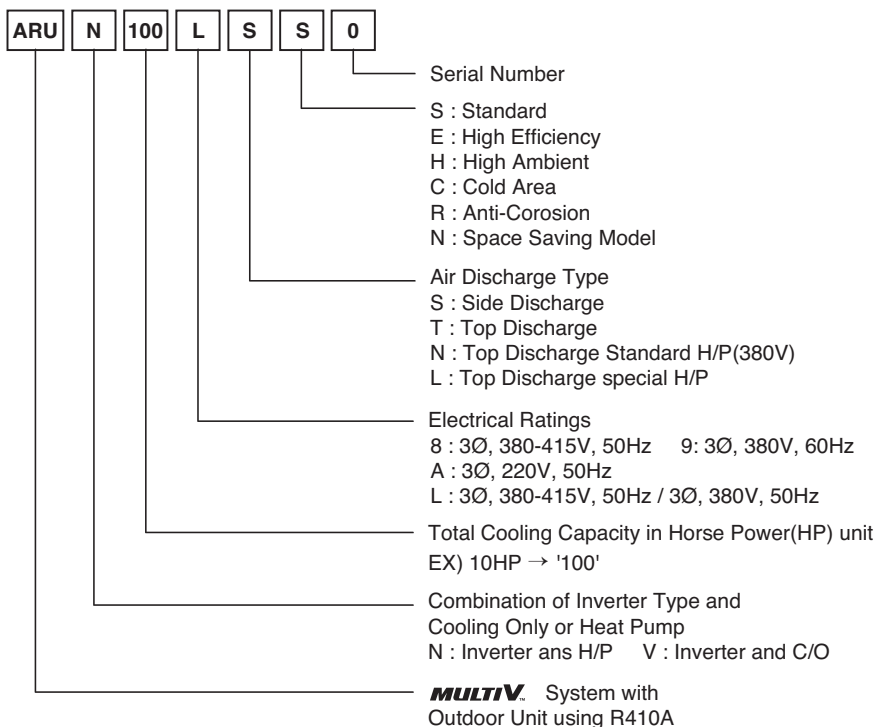 ARU N 100 L S S 0
Serial Number
S : Standard
E : High Efficiency
H : High Ambient
C : Cold Area
R : Anti-Corosion
N : Space Saving Model
Air Discharge Type
S : Side Discharge
T : Top Discharge
N : Top Discharge Standard H/P(380V)
L : Top Discharge special H/P
Electrical Ratings
8 : 3Ø, 380-415V, 50Hz 9: 3Ø, 380V, 60Hz
A : 3Ø, 220V, 50Hz
L : 3Ø, 380-415V, 50Hz / 3Ø, 380V, 50Hz
Total Cooling Capacity in Horse Power(HP) unit
EX) 10HP → '100'
Combination of Inverter Type and
Cooling Only or Heat Pump
N : Inverter ans H/P V : Inverter and C/O
MULTI V™ System with
Outdoor Unit using R410A